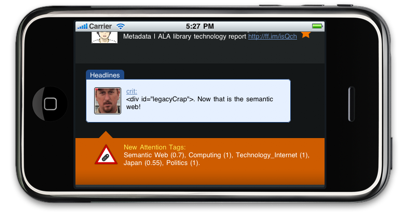 Carrier 5:27 PM
Metadata | ALA library technology report http://ff.im/isQch
Headlines
crit:
<div id="legacyCrap">. Now that is the semantic
web!
New Attention Tags:
Semantic Web (0.7), Computing (1), Technology_Internet (1),
Japan (0.55), Politics (1).